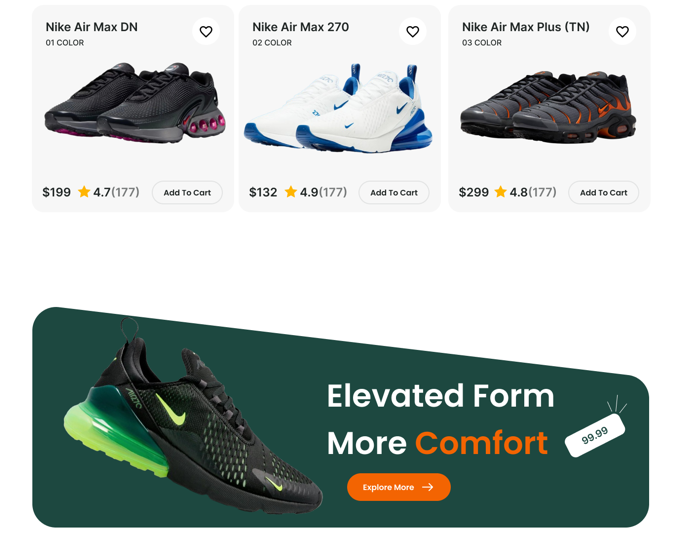 Nike Air Max DN
01 COLOR
$199 4.7(177) Add To Cart
Nike Air Max 270
02 COLOR
$132 4.9(177) Add To Cart
Nike Air Max Plus (TN)
03 COLOR
$299 4.8(177) Add To Cart
Elevated Form
More Comfort
99.99
Explore More